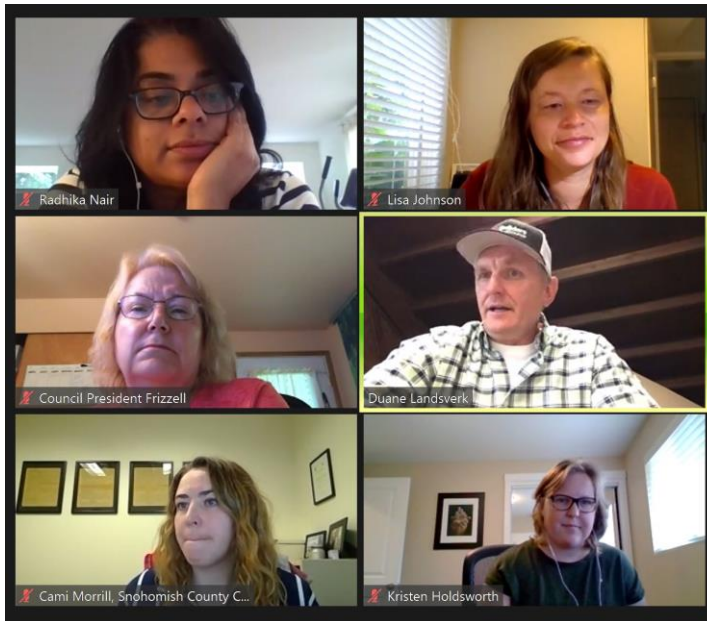 Radhika Nair
Lisa Johnson
Council President Frizzell
Duane Landsverk
Cami Morrill, Snohomish County C...
Kristen Holdsworth